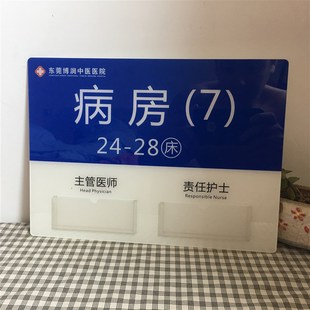 东莞博润中医医院
病房(7)
24-28床
主管医师 责任护士
Head Physician Responsible Nurse